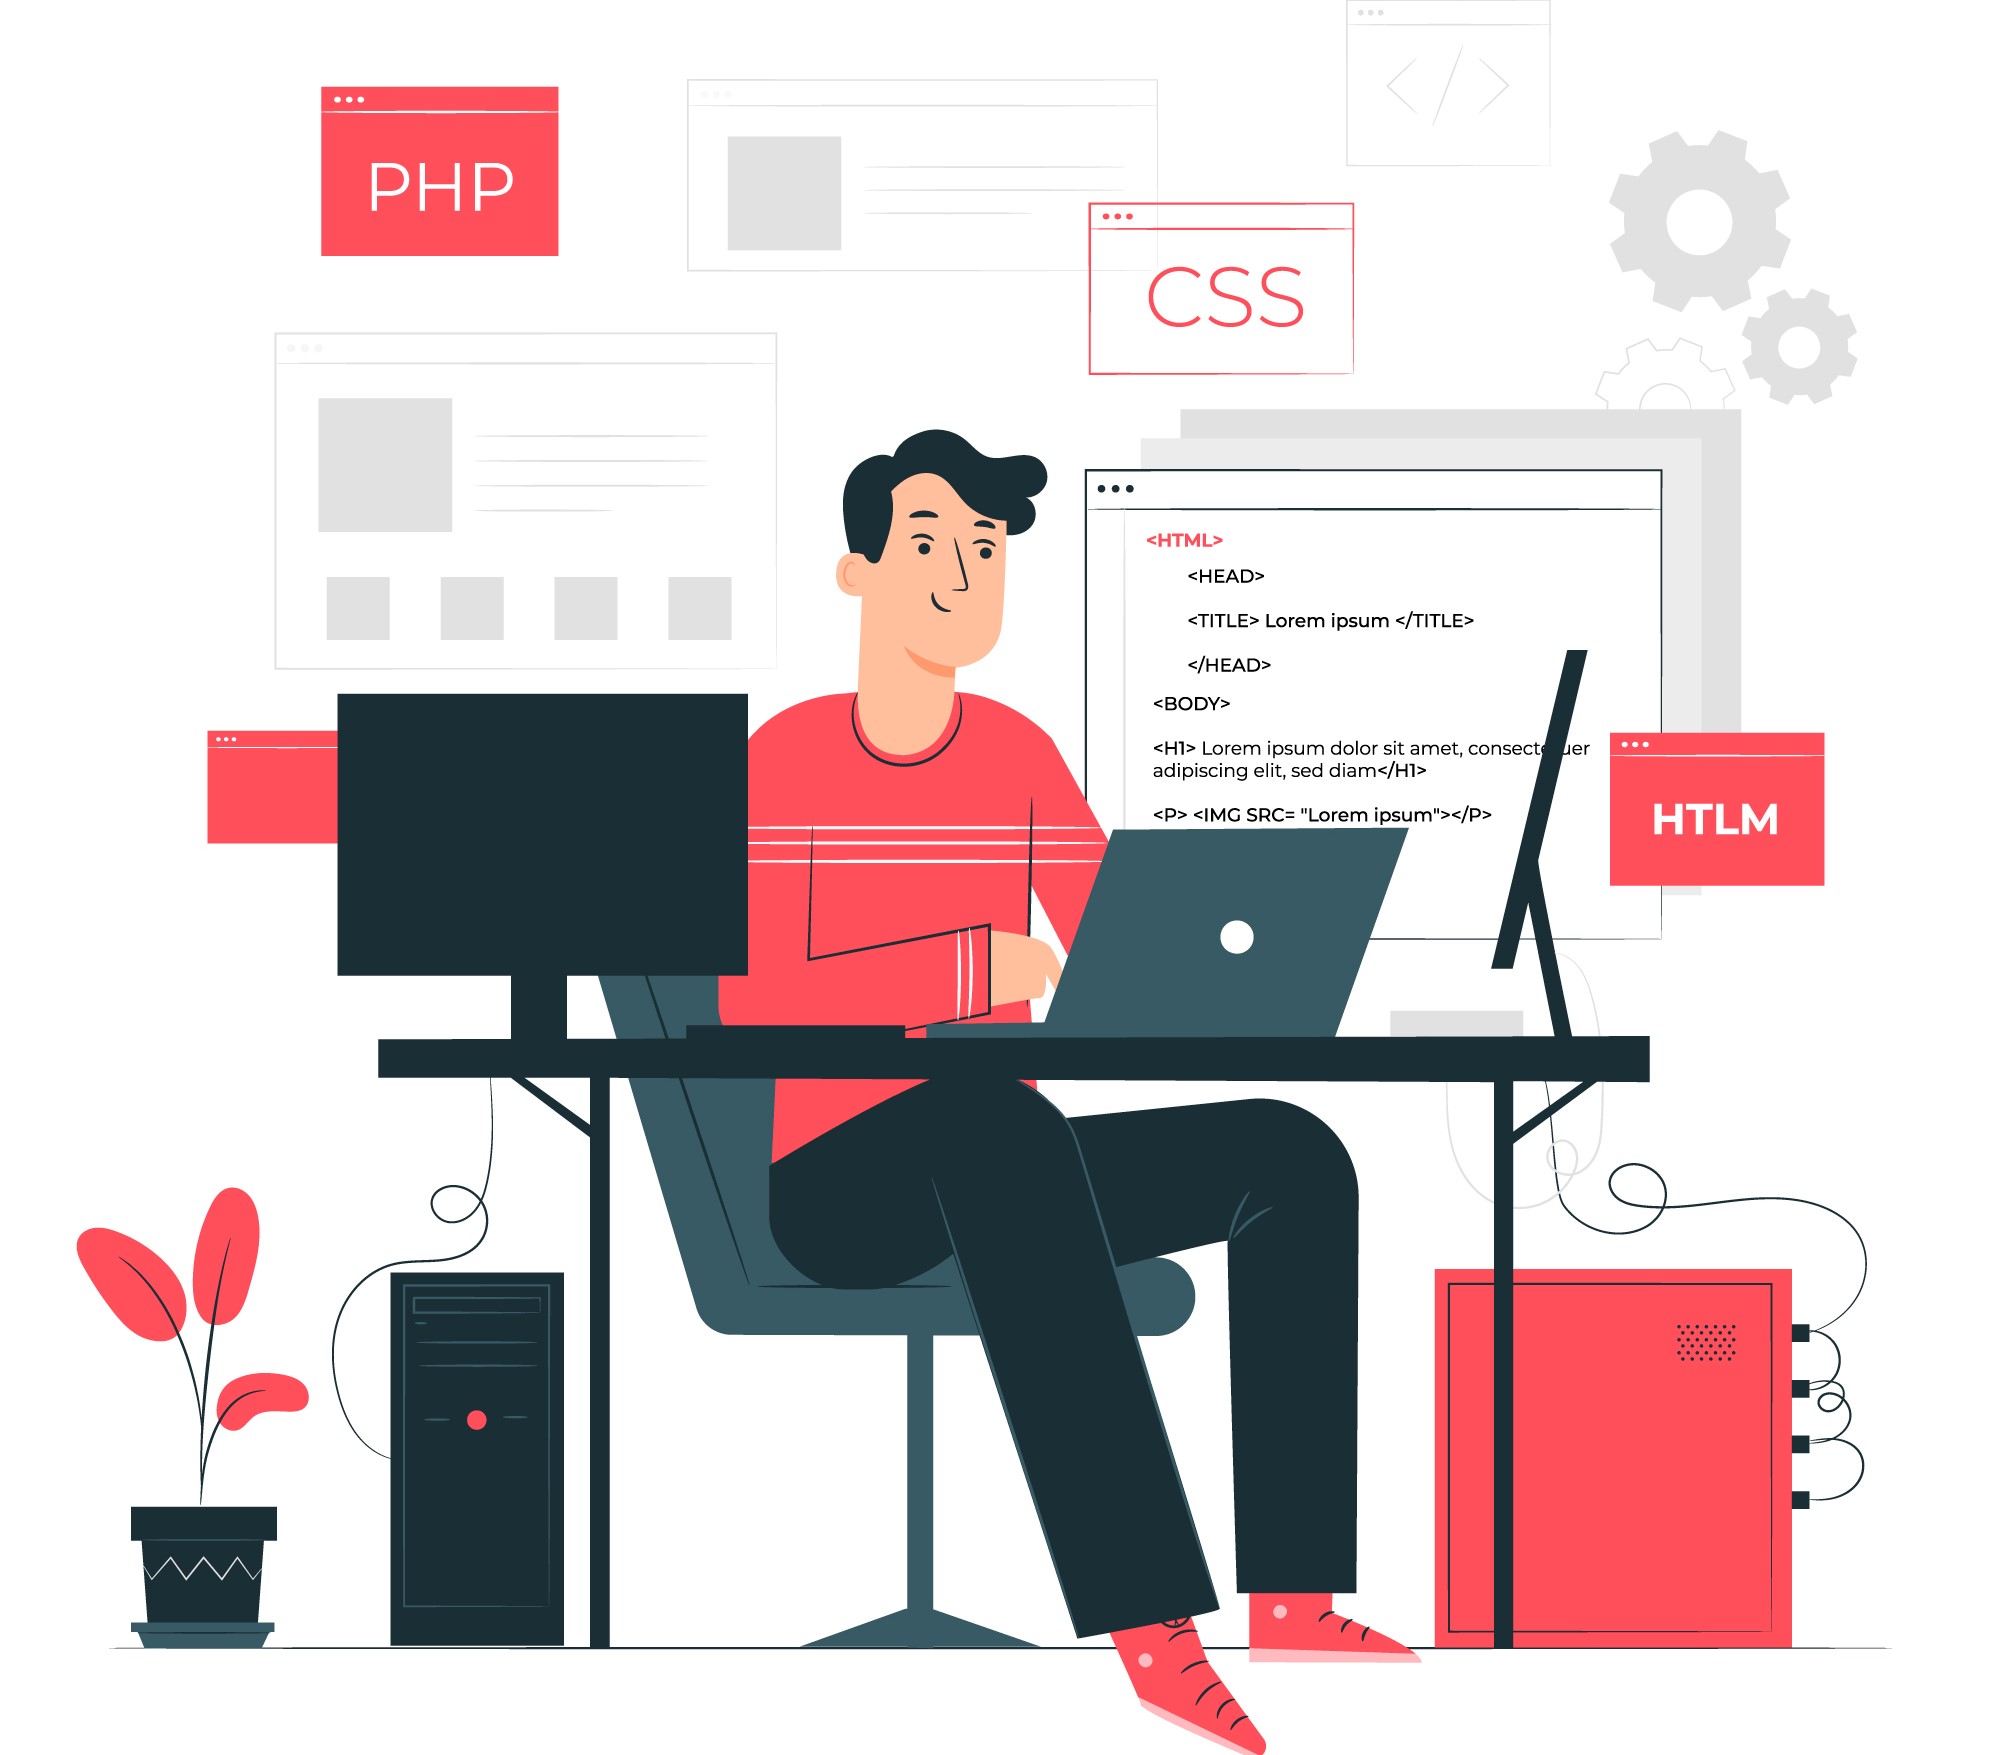 PHP
</>
CSS
<HTML>
<HEAD>
<TITLE> Lorem ipsum </TITLE>
</HEAD>
<BODY>
<H1> Lorem ipsum dolor sit amet, uer
adipiscing elit, sed diam</H1>
<P> <IMG SRC= "Lorem ipsum"></P>
HTLM